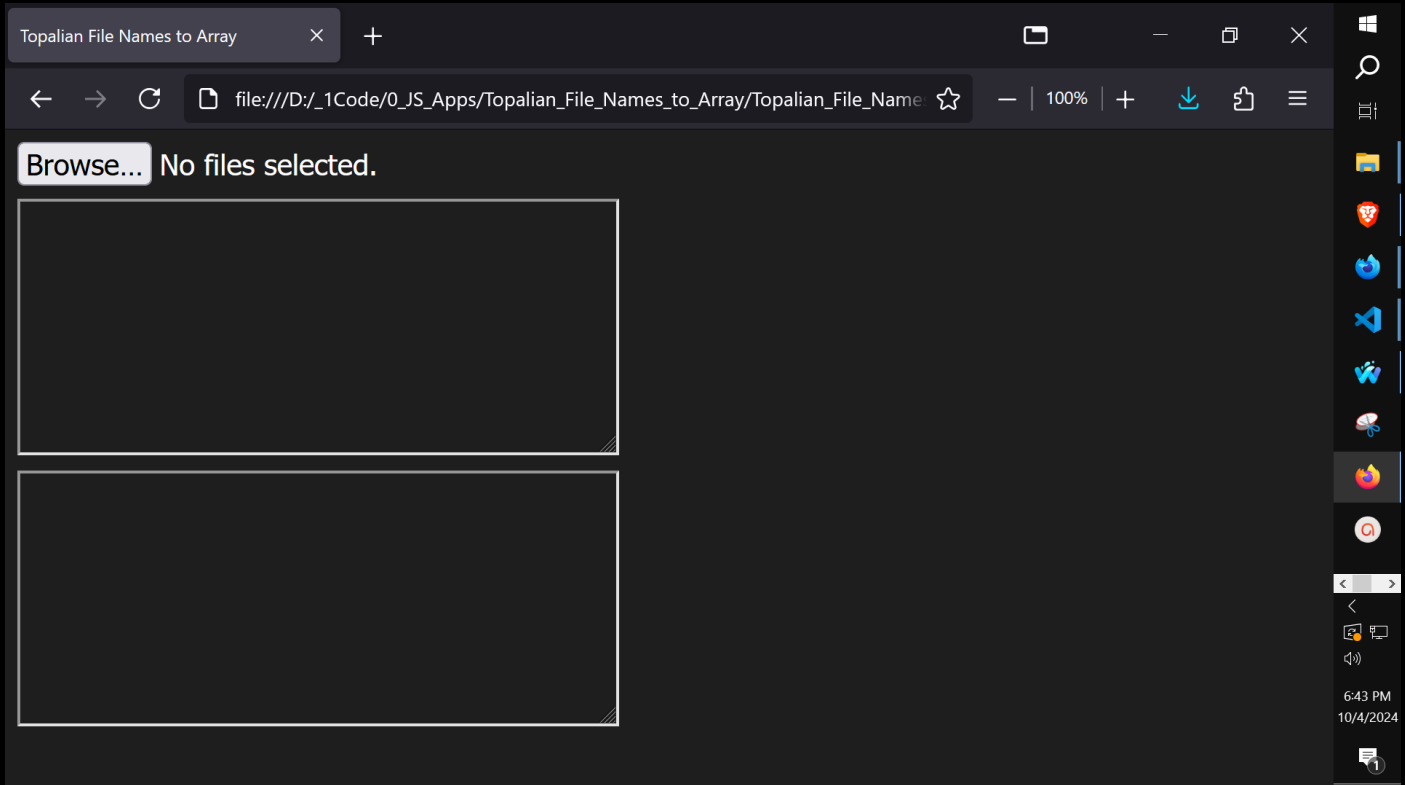 Topalian File Names to Array
file:///D:/_1Code/0_JS_Apps/Topalian_File_Names_to_Array/Topalian_File_Name
100%
Browse... No files selected.
6:43 PM
10/4/2024
1